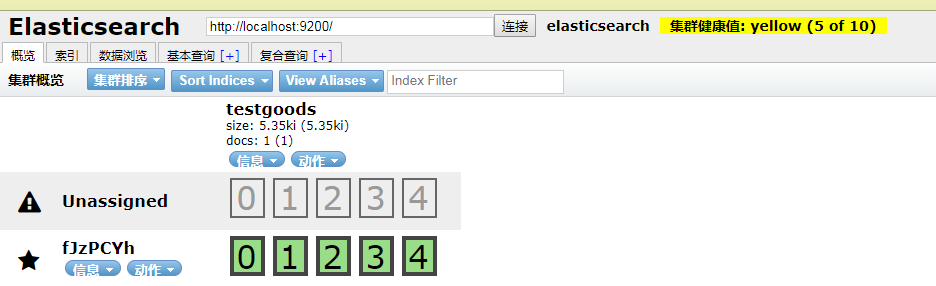 Elasticsearch http://localhost:9200/ 连接 elasticsearch 集群健康值: yellow (5 of 10)
概览 索引 数据浏览 基本查询 [+] 复合查询 [+]
集群概览 集群排序 Sort Indices View Aliases Index Filter
testgoods
size: 5.35ki (5.35ki)
docs: 1 (1)
信息 动作
Unassigned 0 1 2 3 4
fJzPCYh 0 1 2 3 4
信息 动作